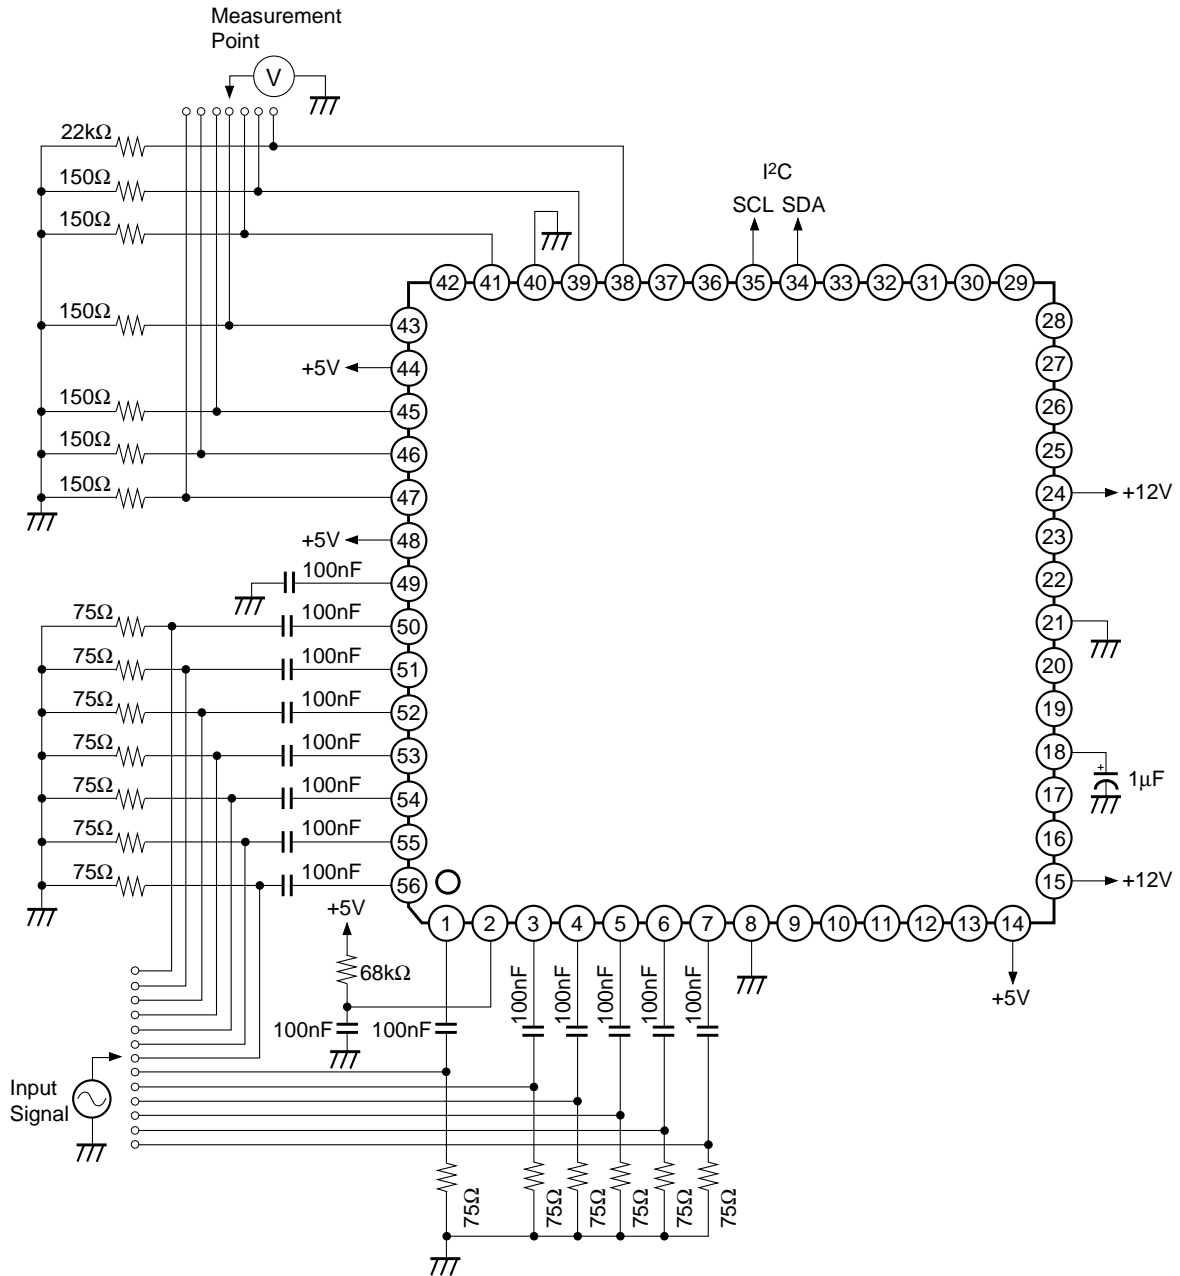 Measurement
Point
V
22kΩ
150Ω
150Ω
I²C
SCL SDA
42 41 40 39 38 37 36 35 34 33 32 31 30 29
150Ω
43
28
+5V
44
27
150Ω
45
26
150Ω
46
25
150Ω
47
24
+12V
+5V
48
23
100nF
49
22
75Ω
100nF
50
21
75Ω
100nF
51
20
75Ω
100nF
52
19
75Ω
100nF
53
18
+
1μF
75Ω
100nF
54
17
75Ω
100nF
55
16
75Ω
100nF
56
15
+12V
+5V
1 2 3 4 5 6 7 8 9 10 11 12 13 14
68kΩ
100nF
100nF
100nF
100nF
100nF
100nF
100nF
+5V
Input
Signal
75Ω
75Ω
75Ω
75Ω
75Ω
75Ω